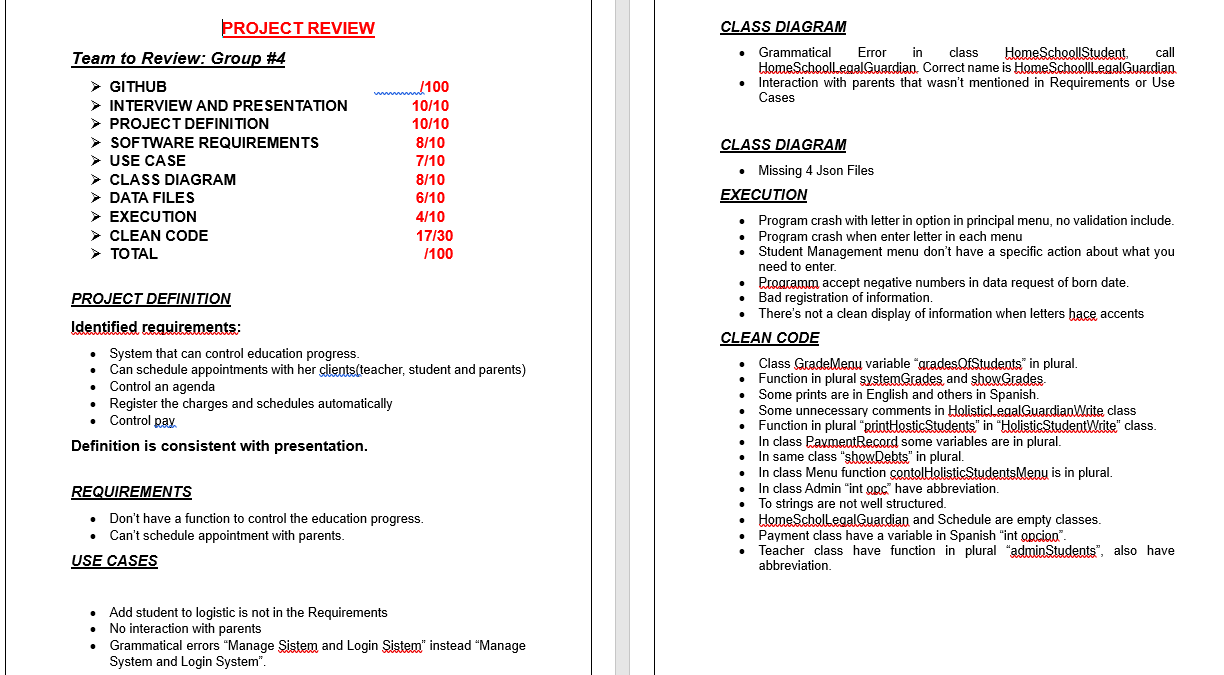 PROJECT REVIEW
Team to Review: Group #4
GITHUB /100
INTERVIEW AND PRESENTATION 10/10
PROJECT DEFINITION 10/10
SOFTWARE REQUIREMENTS 8/10
USE CASE 7/10
CLASS DIAGRAM 8/10
DATA FILES 6/10
EXECUTION 4/10
CLEAN CODE 17/30
TOTAL /100
PROJECT DEFINITION
Identified requirements:
System that can control education progress.
Can schedule appointments with her clients(teacher, student and parents)
Control an agenda
Register the charges and schedules automatically
Control pay
Definition is consistent with presentation.
REQUIREMENTS
Don't have a function to control the education progress.
Can't schedule appointment with parents.
USE CASES
Add student to logistic is not in the Requirements
No interaction with parents
Grammatical errors “Manage Sistem and Login Sistem” instead “Manage
System and Login System”.
CLASS DIAGRAM
Grammatical Error in class HomeSchoollStudent, call
HomeSchoolLegalGuardian. Correct name is HomeSchoolLegalGuardian
Interaction with parents that wasn't mentioned in Requirements or Use
Cases
CLASS DIAGRAM
Missing 4 Json Files
EXECUTION
Program crash with letter in option in principal menu, no validation include.
Program crash when enter letter in each menu
Student Management menu don't have a specific action about what you
need to enter.
Programm accept negative numbers in data request of born date.
Bad registration of information.
There's not a clean display of information when letters hace accents
CLEAN CODE
Class GradeMenu variable “gradesOfStudents” in plural.
Function in plural systemGrades and showGrades.
Some prints are in English and others in Spanish.
Some unnecessary comments in HolisticLegalGuardianWrite class
Function in plural “printHosticStudents” in “HolisticStudentWrite” class.
In class PaymentRecord some variables are in plural.
In same class “showDebts” in plural.
In class Menu function contolHolisticStudentsMenu is in plural.
In class Admin “int opc” have abbreviation.
To strings are not well structured.
HomeScholLegalGuardian and Schedule are empty classes.
Payment class have a variable in Spanish “int opcion”.
Teacher class have function in plural “adminStudents”, also have
abbreviation.